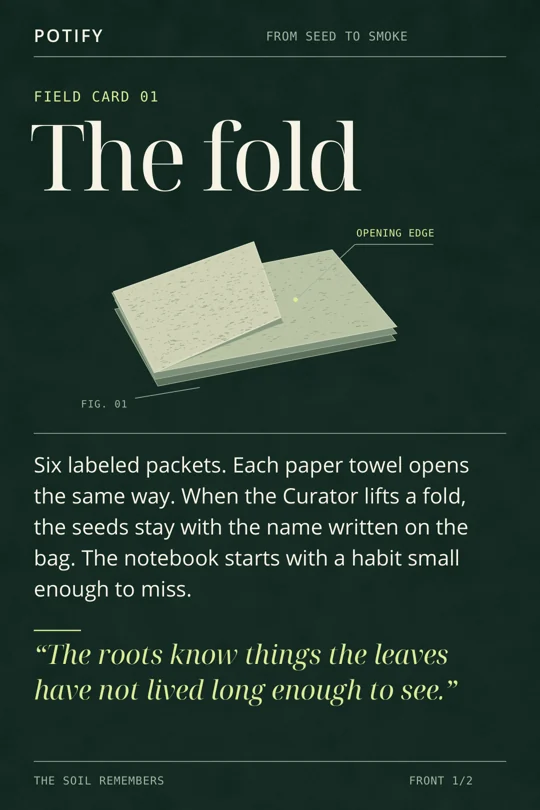 POTIFY
FROM SEED TO SMOKE
FIELD CARD 01
The fold
OPENING EDGE
FIG. 01
Six labeled packets. Each paper towel opens
the same way. When the Curator lifts a fold,
the seeds stay with the name written on the
bag. The notebook starts with a habit small
enough to miss.
“The roots know things the leaves
have not lived long enough to see.”
THE SOIL REMEMBERS
FRONT 1/2